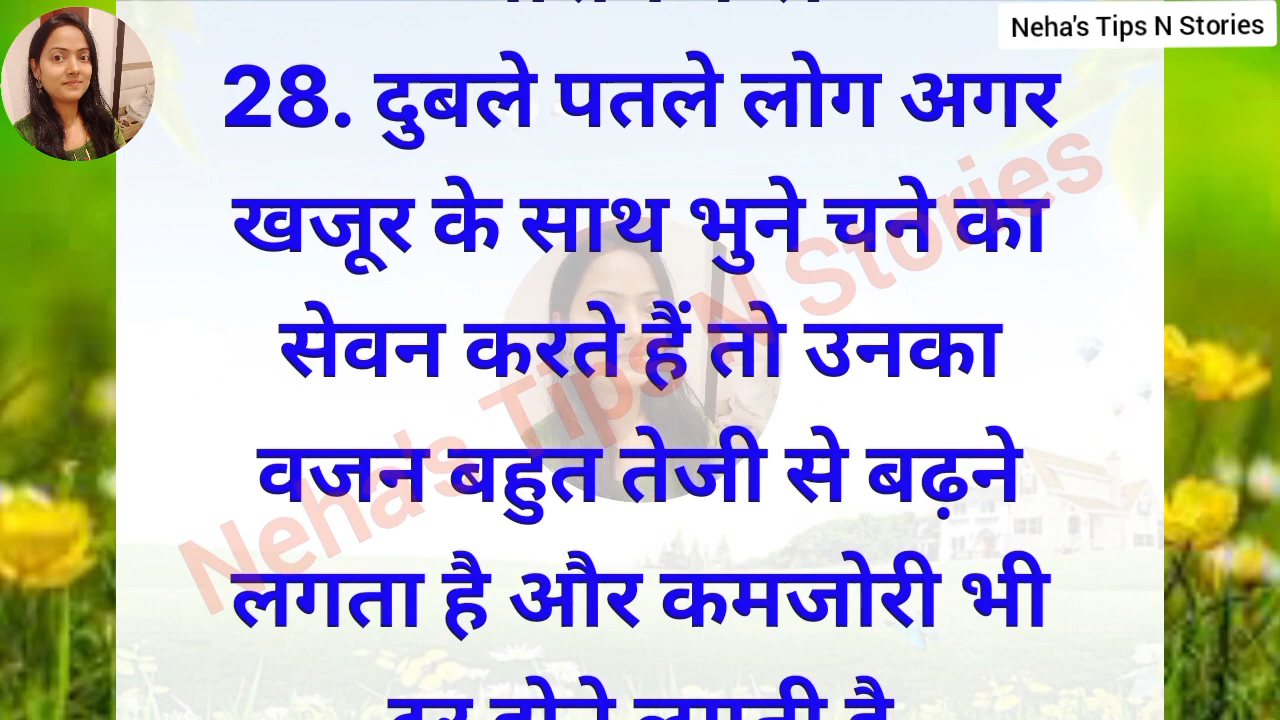 Neha's Tips N Stories
28. दुबले पतले लोग अगर
खजूर के साथ भुने चने का
सेवन करते हैं तो उनका
वजन बहुत तेजी से बढ़ने
लगता है और कमजोरी भी
दूर होने लगती है
Neha's Tips N Stories